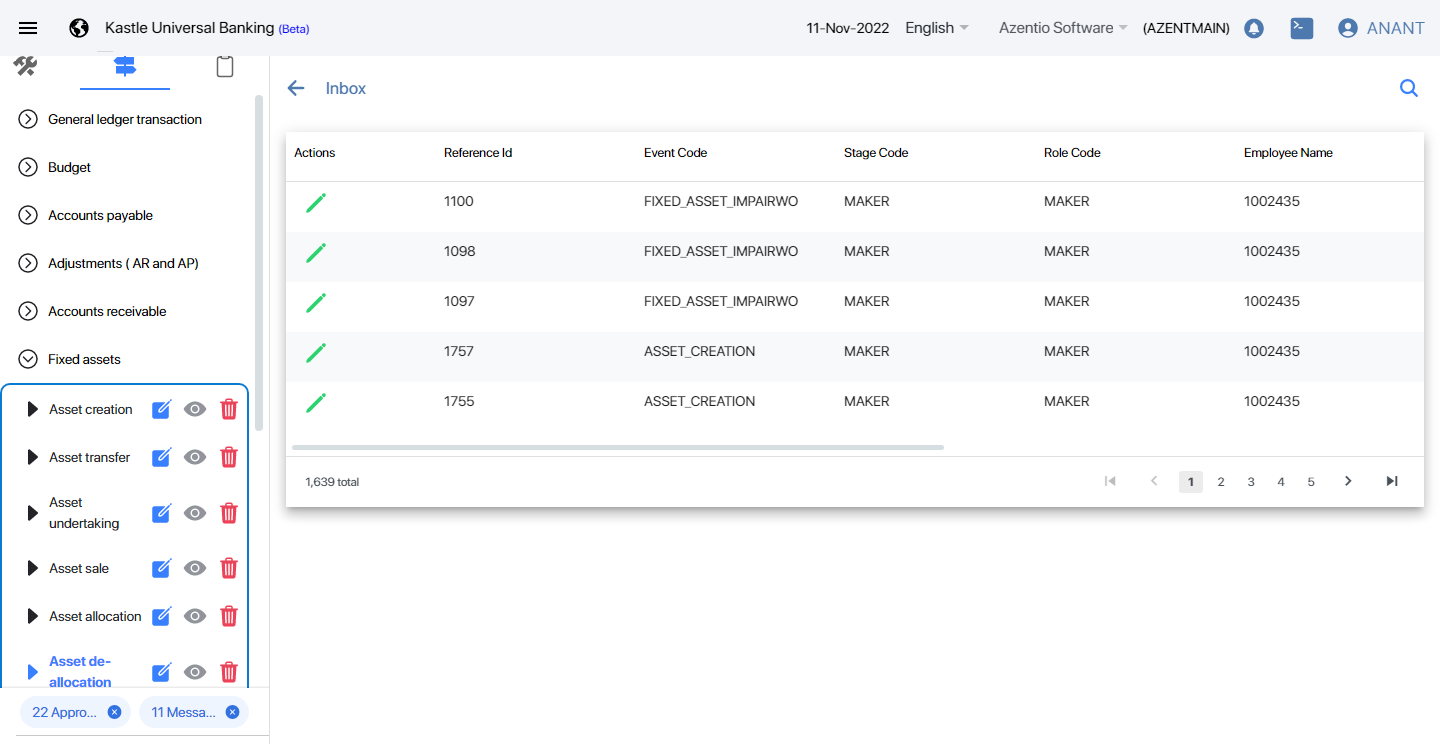 Kastle Universal Banking (Beta)
11-Nov-2022 English Azentio Software (AZENTMAIN) >_ ANANT
General ledger transaction
Budget
Accounts payable
Adjustments ( AR and AP)
Accounts receivable
Fixed assets
Asset creation
Asset transfer
Asset
undertaking
Asset sale
Asset allocation
Asset de-
allocation
22 Appro...
11 Messa...
Inbox
Actions Reference Id Event Code Stage Code Role Code Employee Name
1100 FIXED_ASSET_IMPAIRWO MAKER MAKER 1002435
1098 FIXED_ASSET_IMPAIRWO MAKER MAKER 1002435
1097 FIXED_ASSET_IMPAIRWO MAKER MAKER 1002435
1757 ASSET_CREATION MAKER MAKER 1002435
1755 ASSET_CREATION MAKER MAKER 1002435
1,639 total
1 2 3 4 5